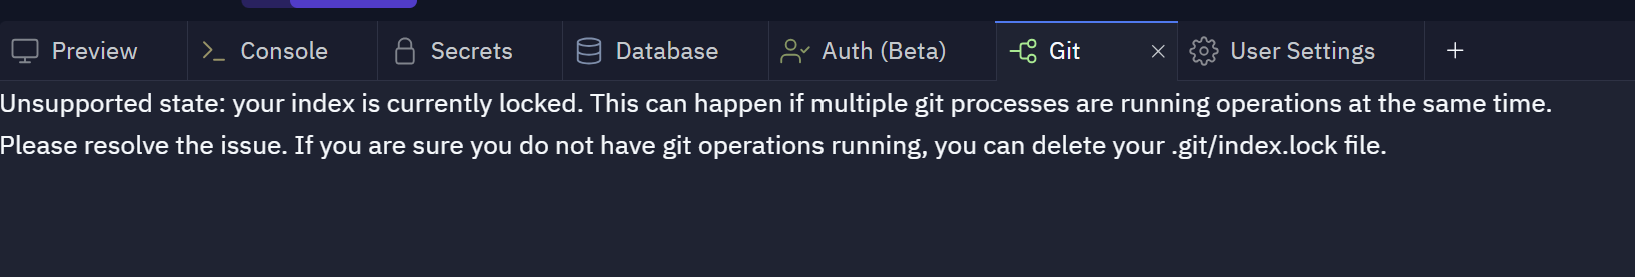 Preview Console Secrets Database Auth (Beta) Git × User Settings +
Unsupported state: your index is currently locked. This can happen if multiple git processes are running operations at the same time.
Please resolve the issue. If you are sure you do not have git operations running, you can delete your .git/index.lock file.